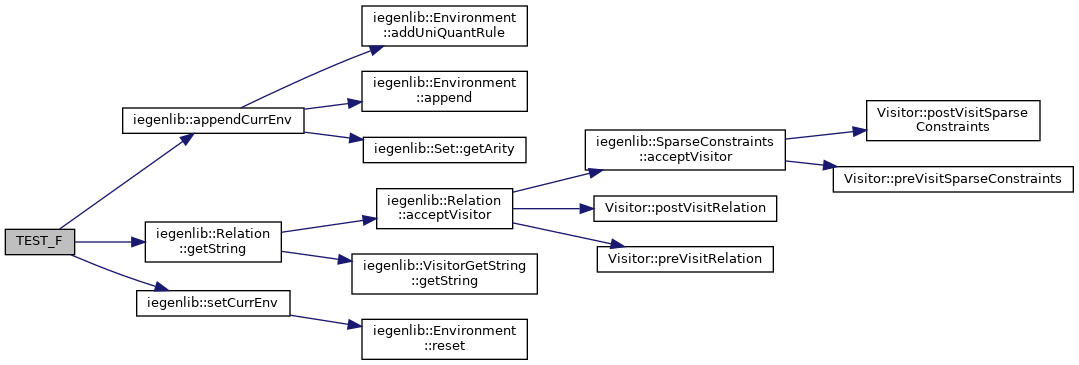 TEST_F
iegenlib::appendCurrEnv
iegenlib::Environment
::addUniQuantRule
iegenlib::Environment
::append
iegenlib::Set::getArity
iegenlib::Relation
::getString
iegenlib::Relation
::acceptVisitor
iegenlib::SparseConstraints
::acceptVisitor
Visitor::postVisitSparse
Constraints
Visitor::preVisitSparseConstraints
Visitor::postVisitRelation
Visitor::preVisitRelation
iegenlib::VisitorGetString
::getString
iegenlib::setCurrEnv
iegenlib::Environment
::reset